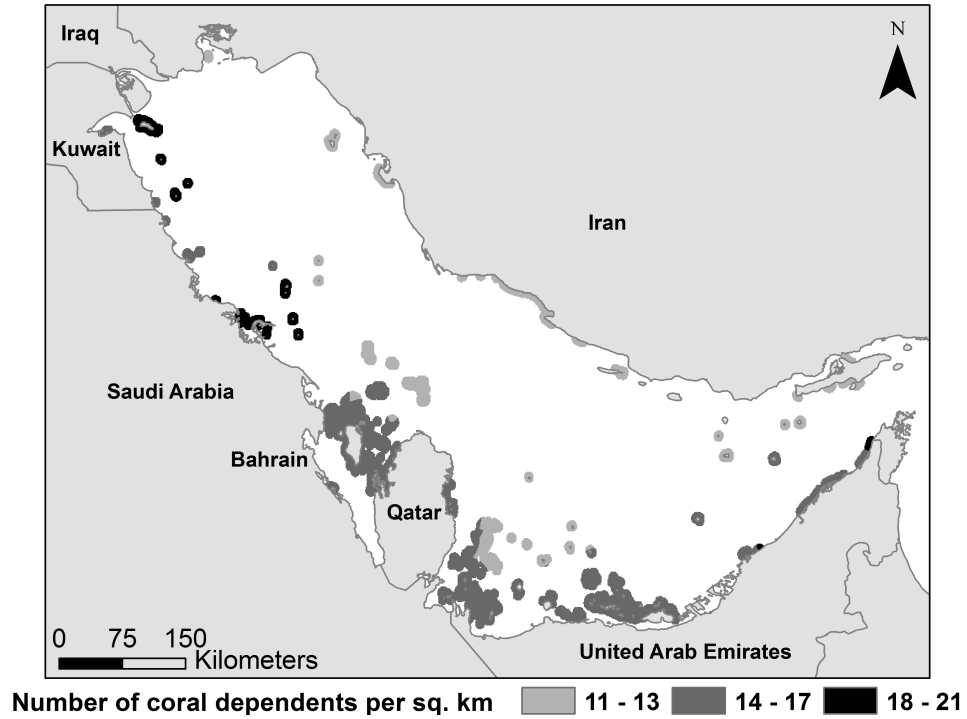 Iraq
N
Kuwait
Iran
Saudi Arabia
Bahrain
Qatar
0 75 150
Kilometers
United Arab Emirates
Number of coral dependents per sq. km 11 - 13 14 - 17 18 - 21